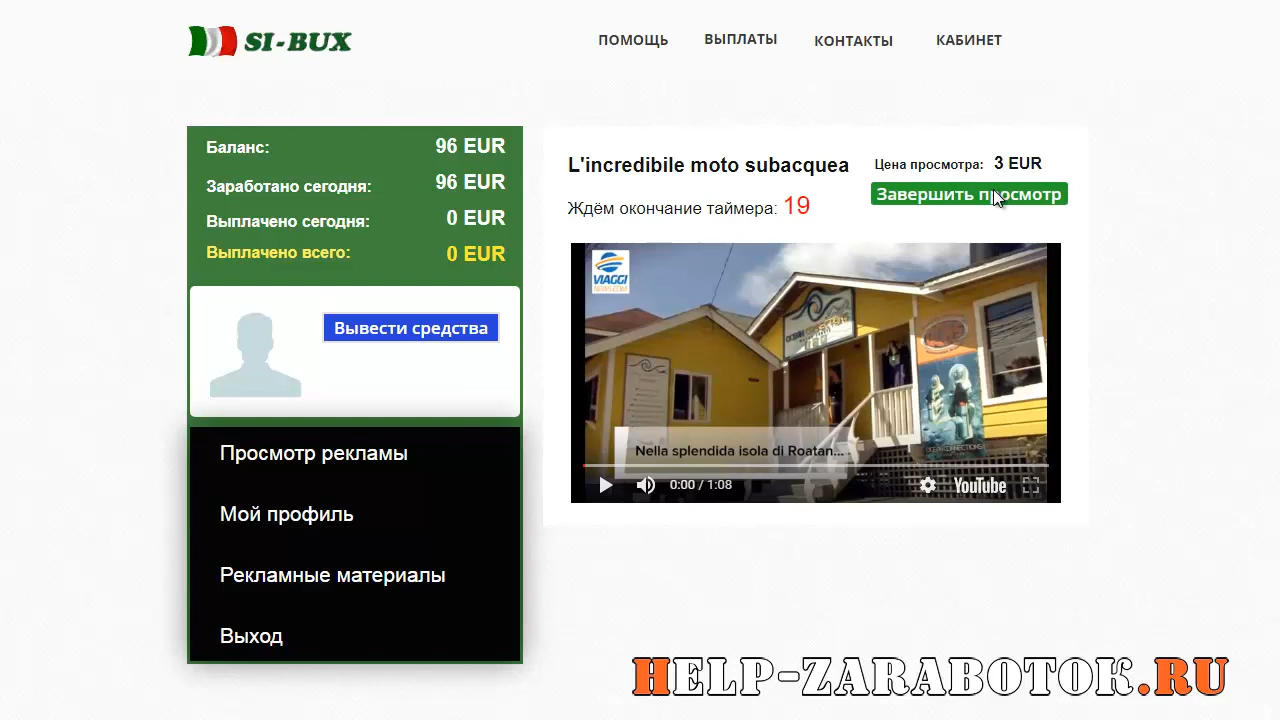 SI-BUX
ПОМОЩЬ
ВЫПЛАТЫ
КОНТАКТЫ
КАБИНЕТ
Баланс: 96 EUR
Заработано сегодня: 96 EUR
Выплачено сегодня: 0 EUR
Выплачено всего: 0 EUR
Вывести средства
Просмотр рекламы
Мой профиль
Рекламные материалы
Выход
L'incredibile moto subacquea
Цена просмотра: 3 EUR
Ждём окончание таймера: 19
Завершить просмотр
VIAGGI
NEWS.COM
Nella splendida isola di Roatan...
0:00 / 1:08
YouTube
HELP-ZARABOTOK.RU